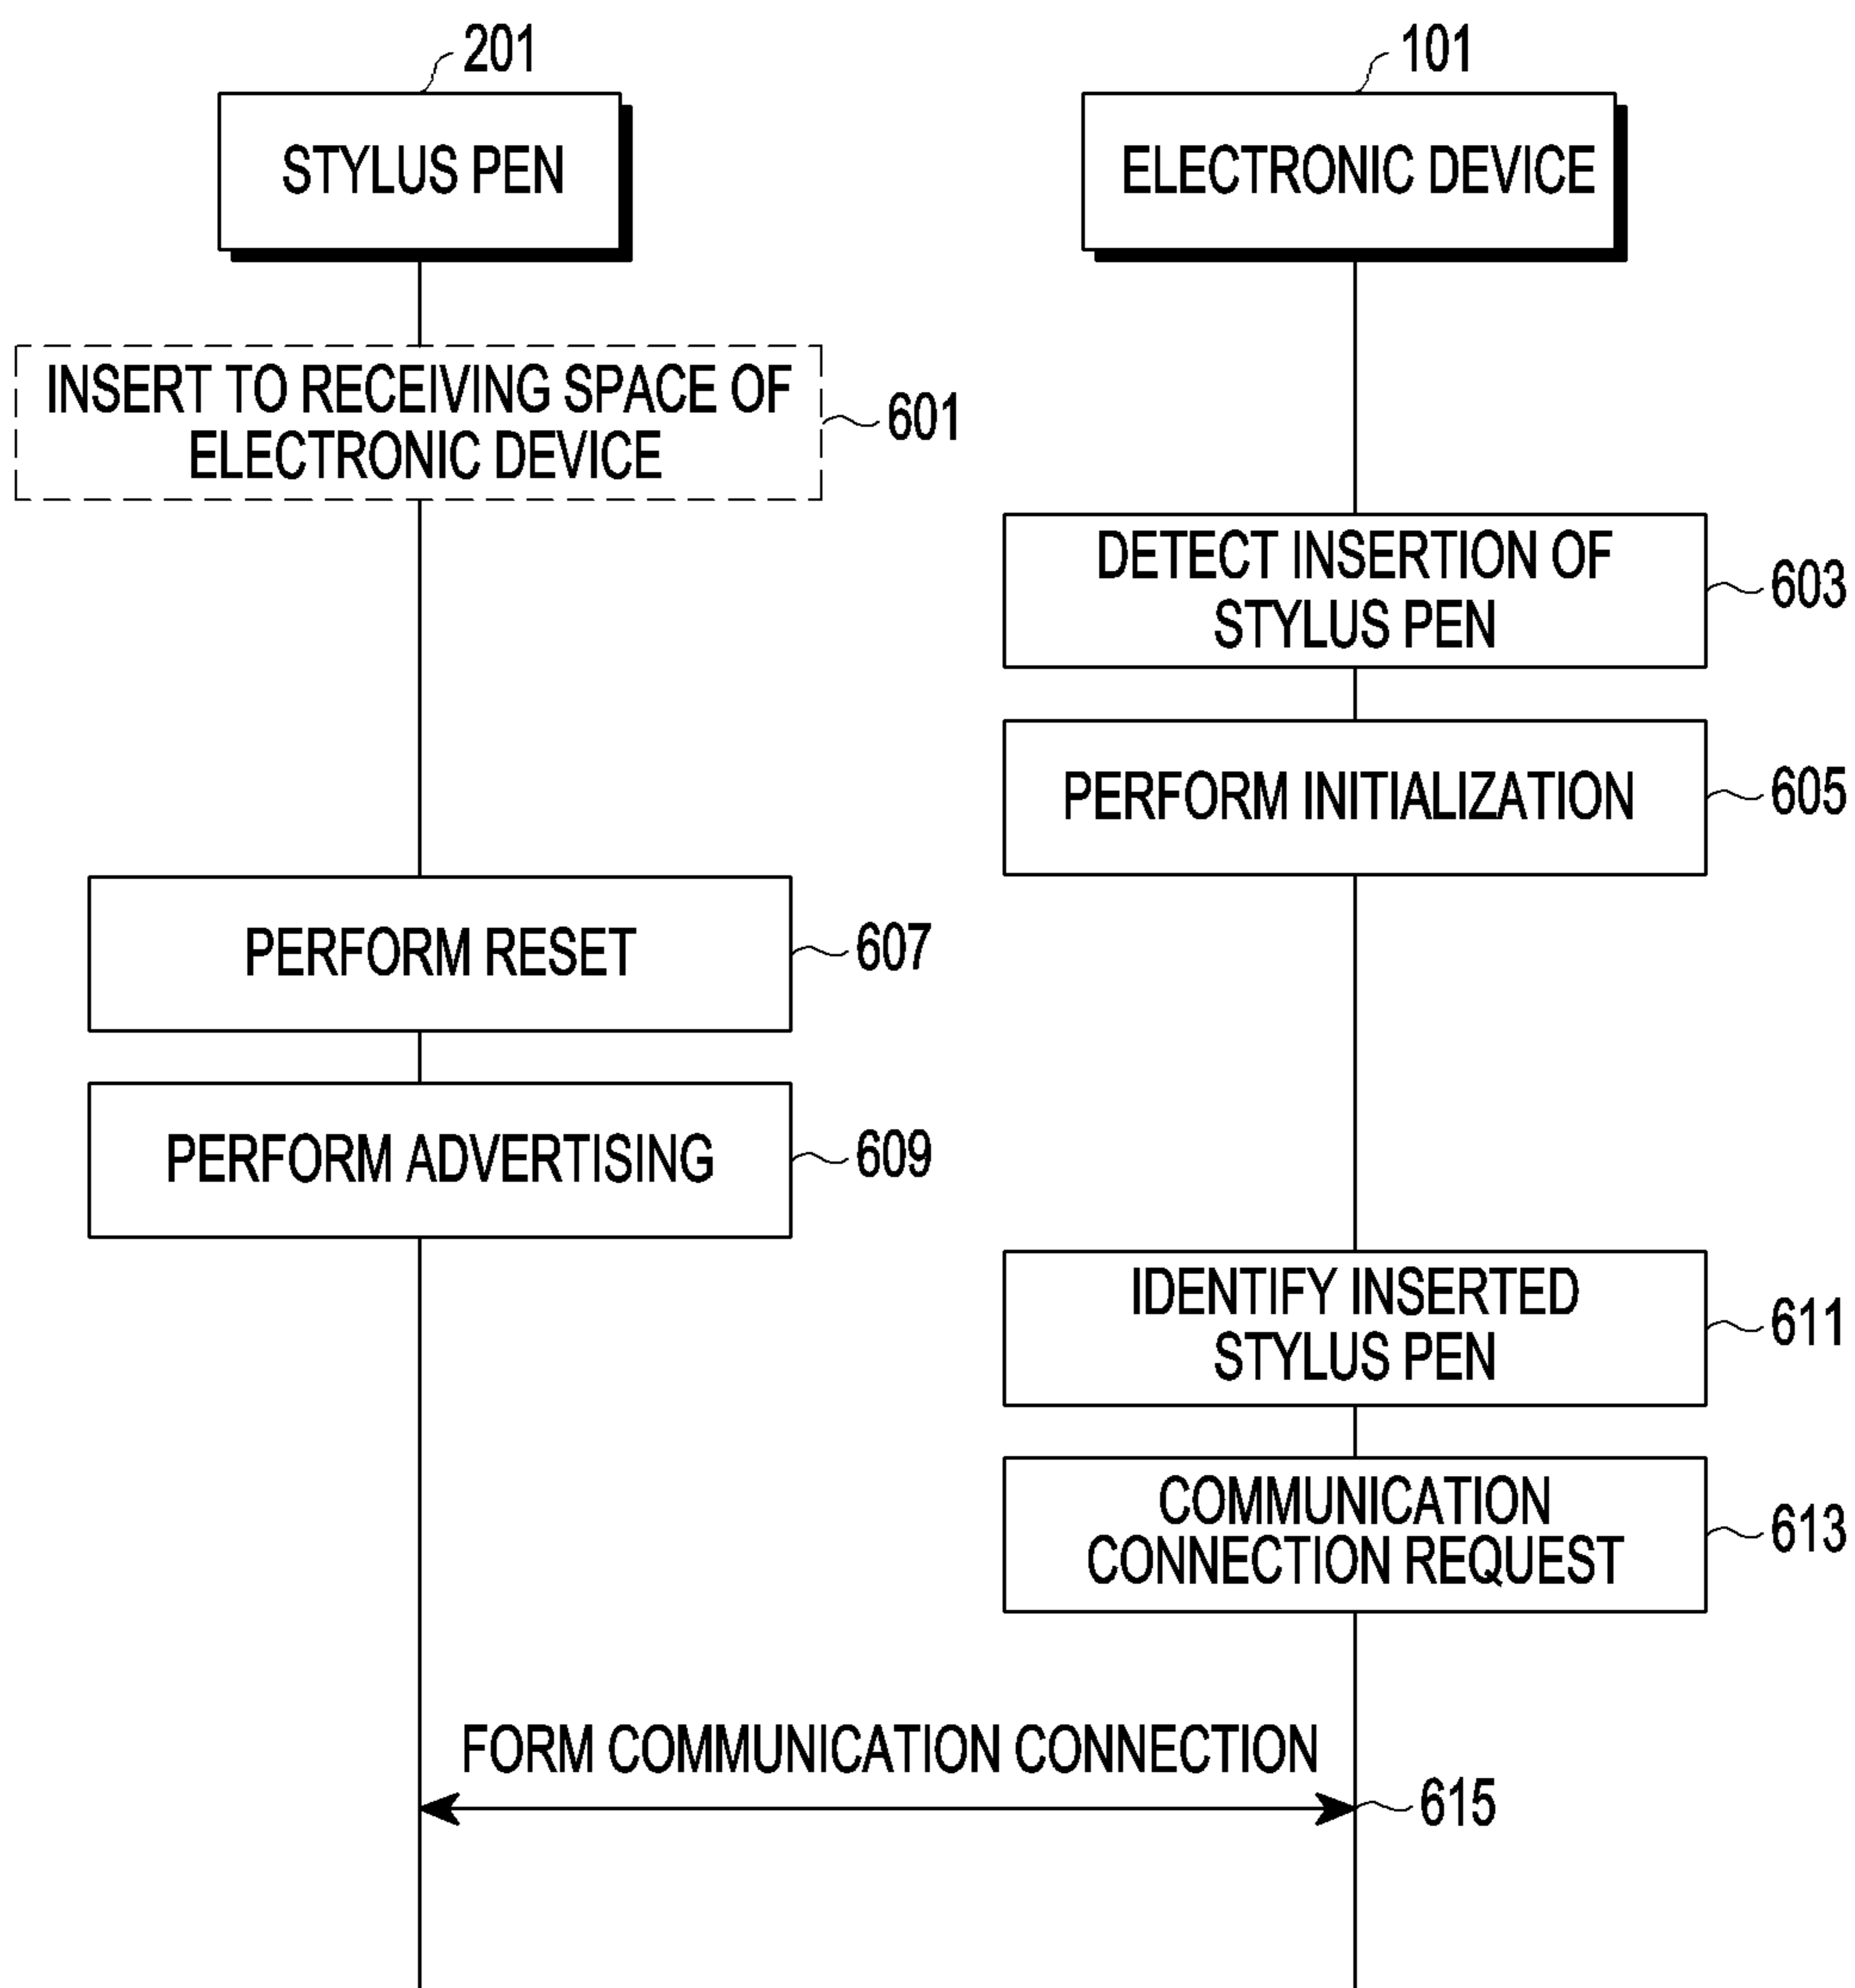 201
101
STYLUS PEN
ELECTRONIC DEVICE
INSERT TO RECEIVING SPACE OF
ELECTRONIC DEVICE
601
DETECT INSERTION OF
STYLUS PEN
603
PERFORM INITIALIZATION
605
PERFORM RESET
607
PERFORM ADVERTISING
609
IDENTIFY INSERTED
STYLUS PEN
611
COMMUNICATION
CONNECTION REQUEST
613
FORM COMMUNICATION CONNECTION
615